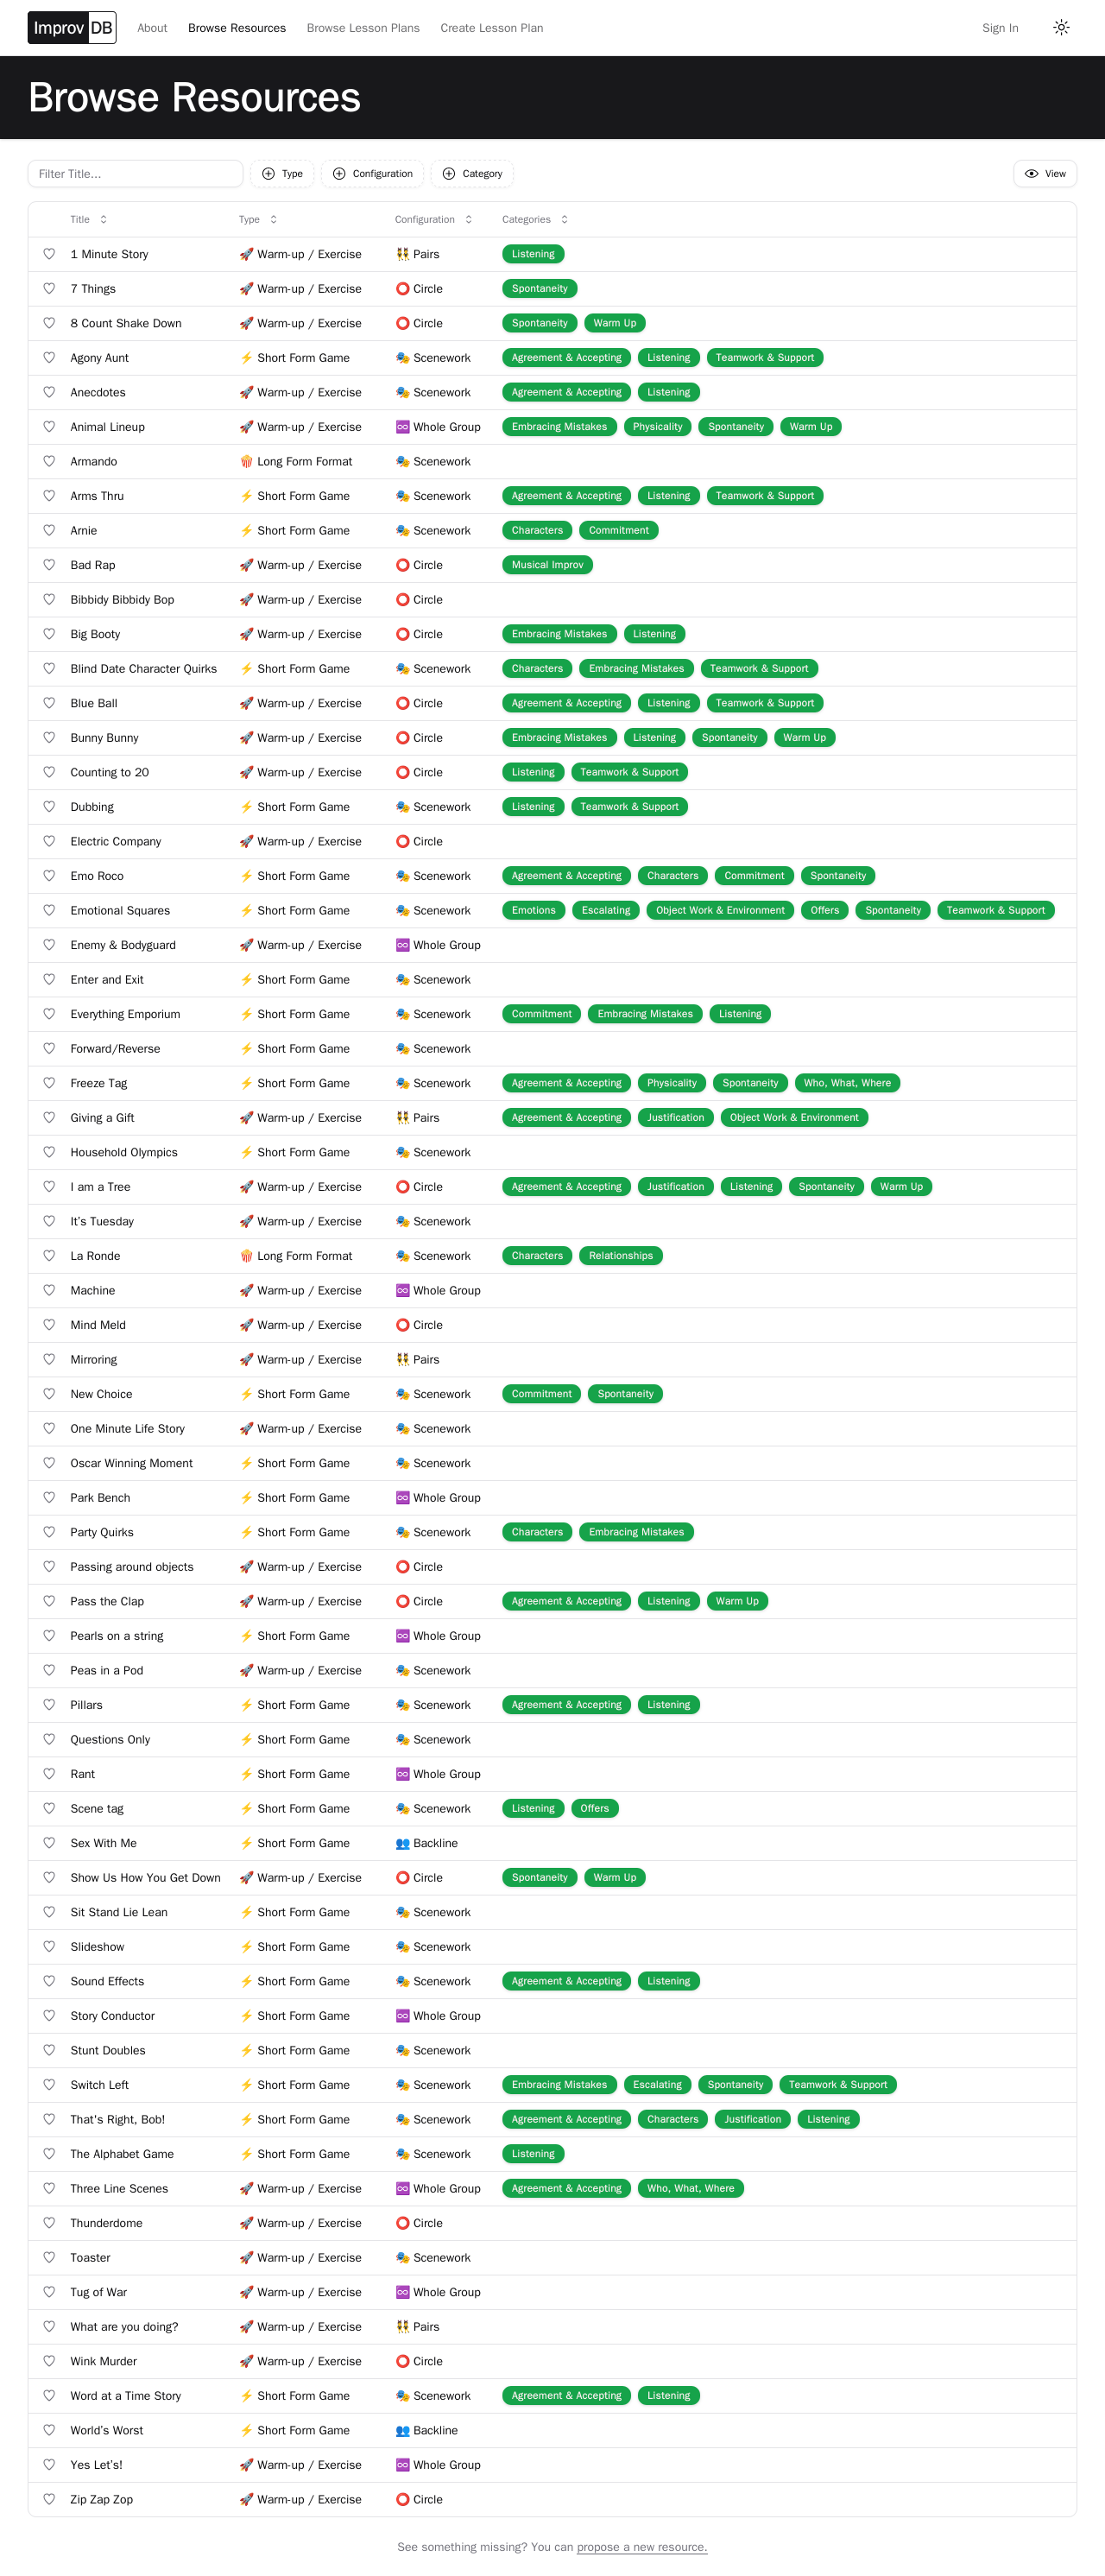 Improv DB About Browse Resources Browse Lesson Plans Create Lesson Plan Sign In
Browse Resources
Filter Title... Type Configuration Category View
Title Type Configuration Categories
1 Minute Story Warm-up / Exercise Pairs Listening
7 Things Warm-up / Exercise Circle Spontaneity
8 Count Shake Down Warm-up / Exercise Circle Spontaneity Warm Up
Agony Aunt Short Form Game Scenework Agreement & Accepting Listening Teamwork & Support
Anecdotes Warm-up / Exercise Scenework Agreement & Accepting Listening
Animal Lineup Warm-up / Exercise Whole Group Embracing Mistakes Physicality Spontaneity Warm Up
Armando Long Form Format Scenework
Arms Thru Short Form Game Scenework Agreement & Accepting Listening Teamwork & Support
Arnie Short Form Game Scenework Characters Commitment
Bad Rap Warm-up / Exercise Circle Musical Improv
Bibbidy Bibbidy Bop Warm-up / Exercise Circle
Big Booty Warm-up / Exercise Circle Embracing Mistakes Listening
Blind Date Character Quirks Short Form Game Scenework Characters Embracing Mistakes Teamwork & Support
Blue Ball Warm-up / Exercise Circle Agreement & Accepting Listening Teamwork & Support
Bunny Bunny Warm-up / Exercise Circle Embracing Mistakes Listening Spontaneity Warm Up
Counting to 20 Warm-up / Exercise Circle Listening Teamwork & Support
Dubbing Short Form Game Scenework Listening Teamwork & Support
Electric Company Warm-up / Exercise Circle
Emo Roco Short Form Game Scenework Agreement & Accepting Characters Commitment Spontaneity
Emotional Squares Short Form Game Scenework Emotions Escalating Object Work & Environment Offers Spontaneity Teamwork & Support
Enemy & Bodyguard Warm-up / Exercise Whole Group
Enter and Exit Short Form Game Scenework
Everything Emporium Short Form Game Scenework Commitment Embracing Mistakes Listening
Forward/Reverse Short Form Game Scenework
Freeze Tag Short Form Game Scenework Agreement & Accepting Physicality Spontaneity Who, What, Where
Giving a Gift Warm-up / Exercise Pairs Agreement & Accepting Justification Object Work & Environment
Household Olympics Short Form Game Scenework
I am a Tree Warm-up / Exercise Circle Agreement & Accepting Justification Listening Spontaneity Warm Up
It's Tuesday Warm-up / Exercise Scenework
La Ronde Long Form Format Scenework Characters Relationships
Machine Warm-up / Exercise Whole Group
Mind Meld Warm-up / Exercise Circle
Mirroring Warm-up / Exercise Pairs
New Choice Short Form Game Scenework Commitment Spontaneity
One Minute Life Story Warm-up / Exercise Scenework
Oscar Winning Moment Short Form Game Scenework
Park Bench Short Form Game Whole Group
Party Quirks Short Form Game Scenework Characters Embracing Mistakes
Passing around objects Warm-up / Exercise Circle
Pass the Clap Warm-up / Exercise Circle Agreement & Accepting Listening Warm Up
Pearls on a string Short Form Game Whole Group
Peas in a Pod Warm-up / Exercise Scenework
Pillars Short Form Game Scenework Agreement & Accepting Listening
Questions Only Short Form Game Scenework
Rant Short Form Game Whole Group
Scene tag Short Form Game Scenework Listening Offers
Sex With Me Short Form Game Backline
Show Us How You Get Down Warm-up / Exercise Circle Spontaneity Warm Up
Sit Stand Lie Lean Short Form Game Scenework
Slideshow Short Form Game Scenework
Sound Effects Short Form Game Scenework Agreement & Accepting Listening
Story Conductor Short Form Game Whole Group
Stunt Doubles Short Form Game Scenework
Switch Left Short Form Game Scenework Embracing Mistakes Escalating Spontaneity Teamwork & Support
That's Right, Bob! Short Form Game Scenework Agreement & Accepting Characters Justification Listening
The Alphabet Game Short Form Game Scenework Listening
Three Line Scenes Warm-up / Exercise Whole Group Agreement & Accepting Who, What, Where
Thunderdome Warm-up / Exercise Circle
Toaster Warm-up / Exercise Scenework
Tug of War Warm-up / Exercise Whole Group
What are you doing? Warm-up / Exercise Pairs
Wink Murder Warm-up / Exercise Circle
Word at a Time Story Short Form Game Scenework Agreement & Accepting Listening
World's Worst Short Form Game Backline
Yes Let's! Warm-up / Exercise Whole Group
Zip Zap Zop Warm-up / Exercise Circle
See something missing? You can propose a new resource.